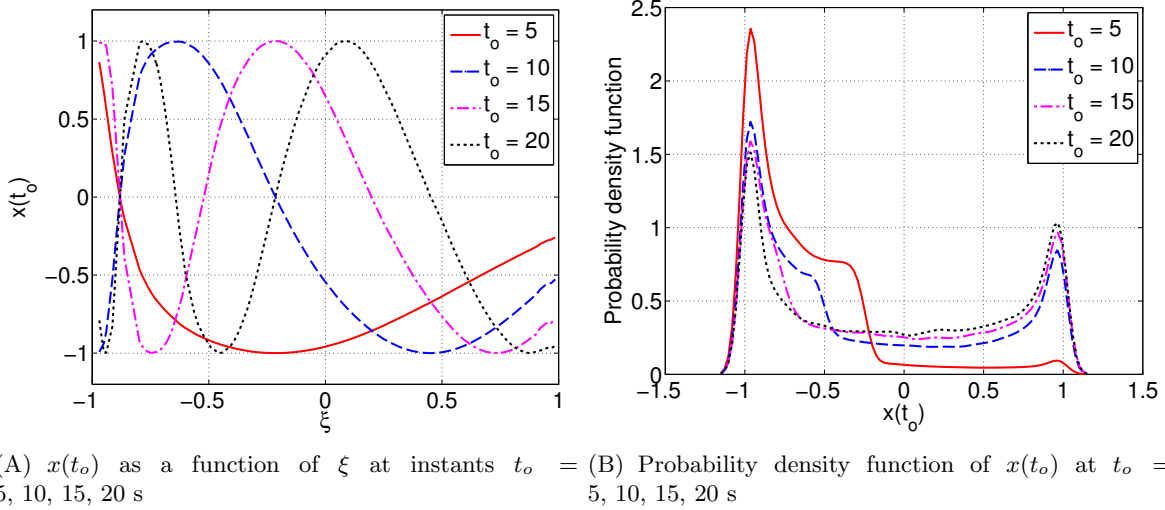 1
0.5
0
−0.5
−1
x(t_o)
−1
−0.5
0
0.5
1
ξ
t_o = 5
t_o = 10
t_o = 15
t_o = 20
2.5
2
1.5
1
0.5
0
Probability density function
−1.5
−1
−0.5
0
0.5
1
1.5
x(t_o)
t_o = 5
t_o = 10
t_o = 15
t_o = 20
(A) x(t_o) as a function of ξ at instants t_o =
5, 10, 15, 20 s
(B) Probability density function of x(t_o) at t_o =
5, 10, 15, 20 s